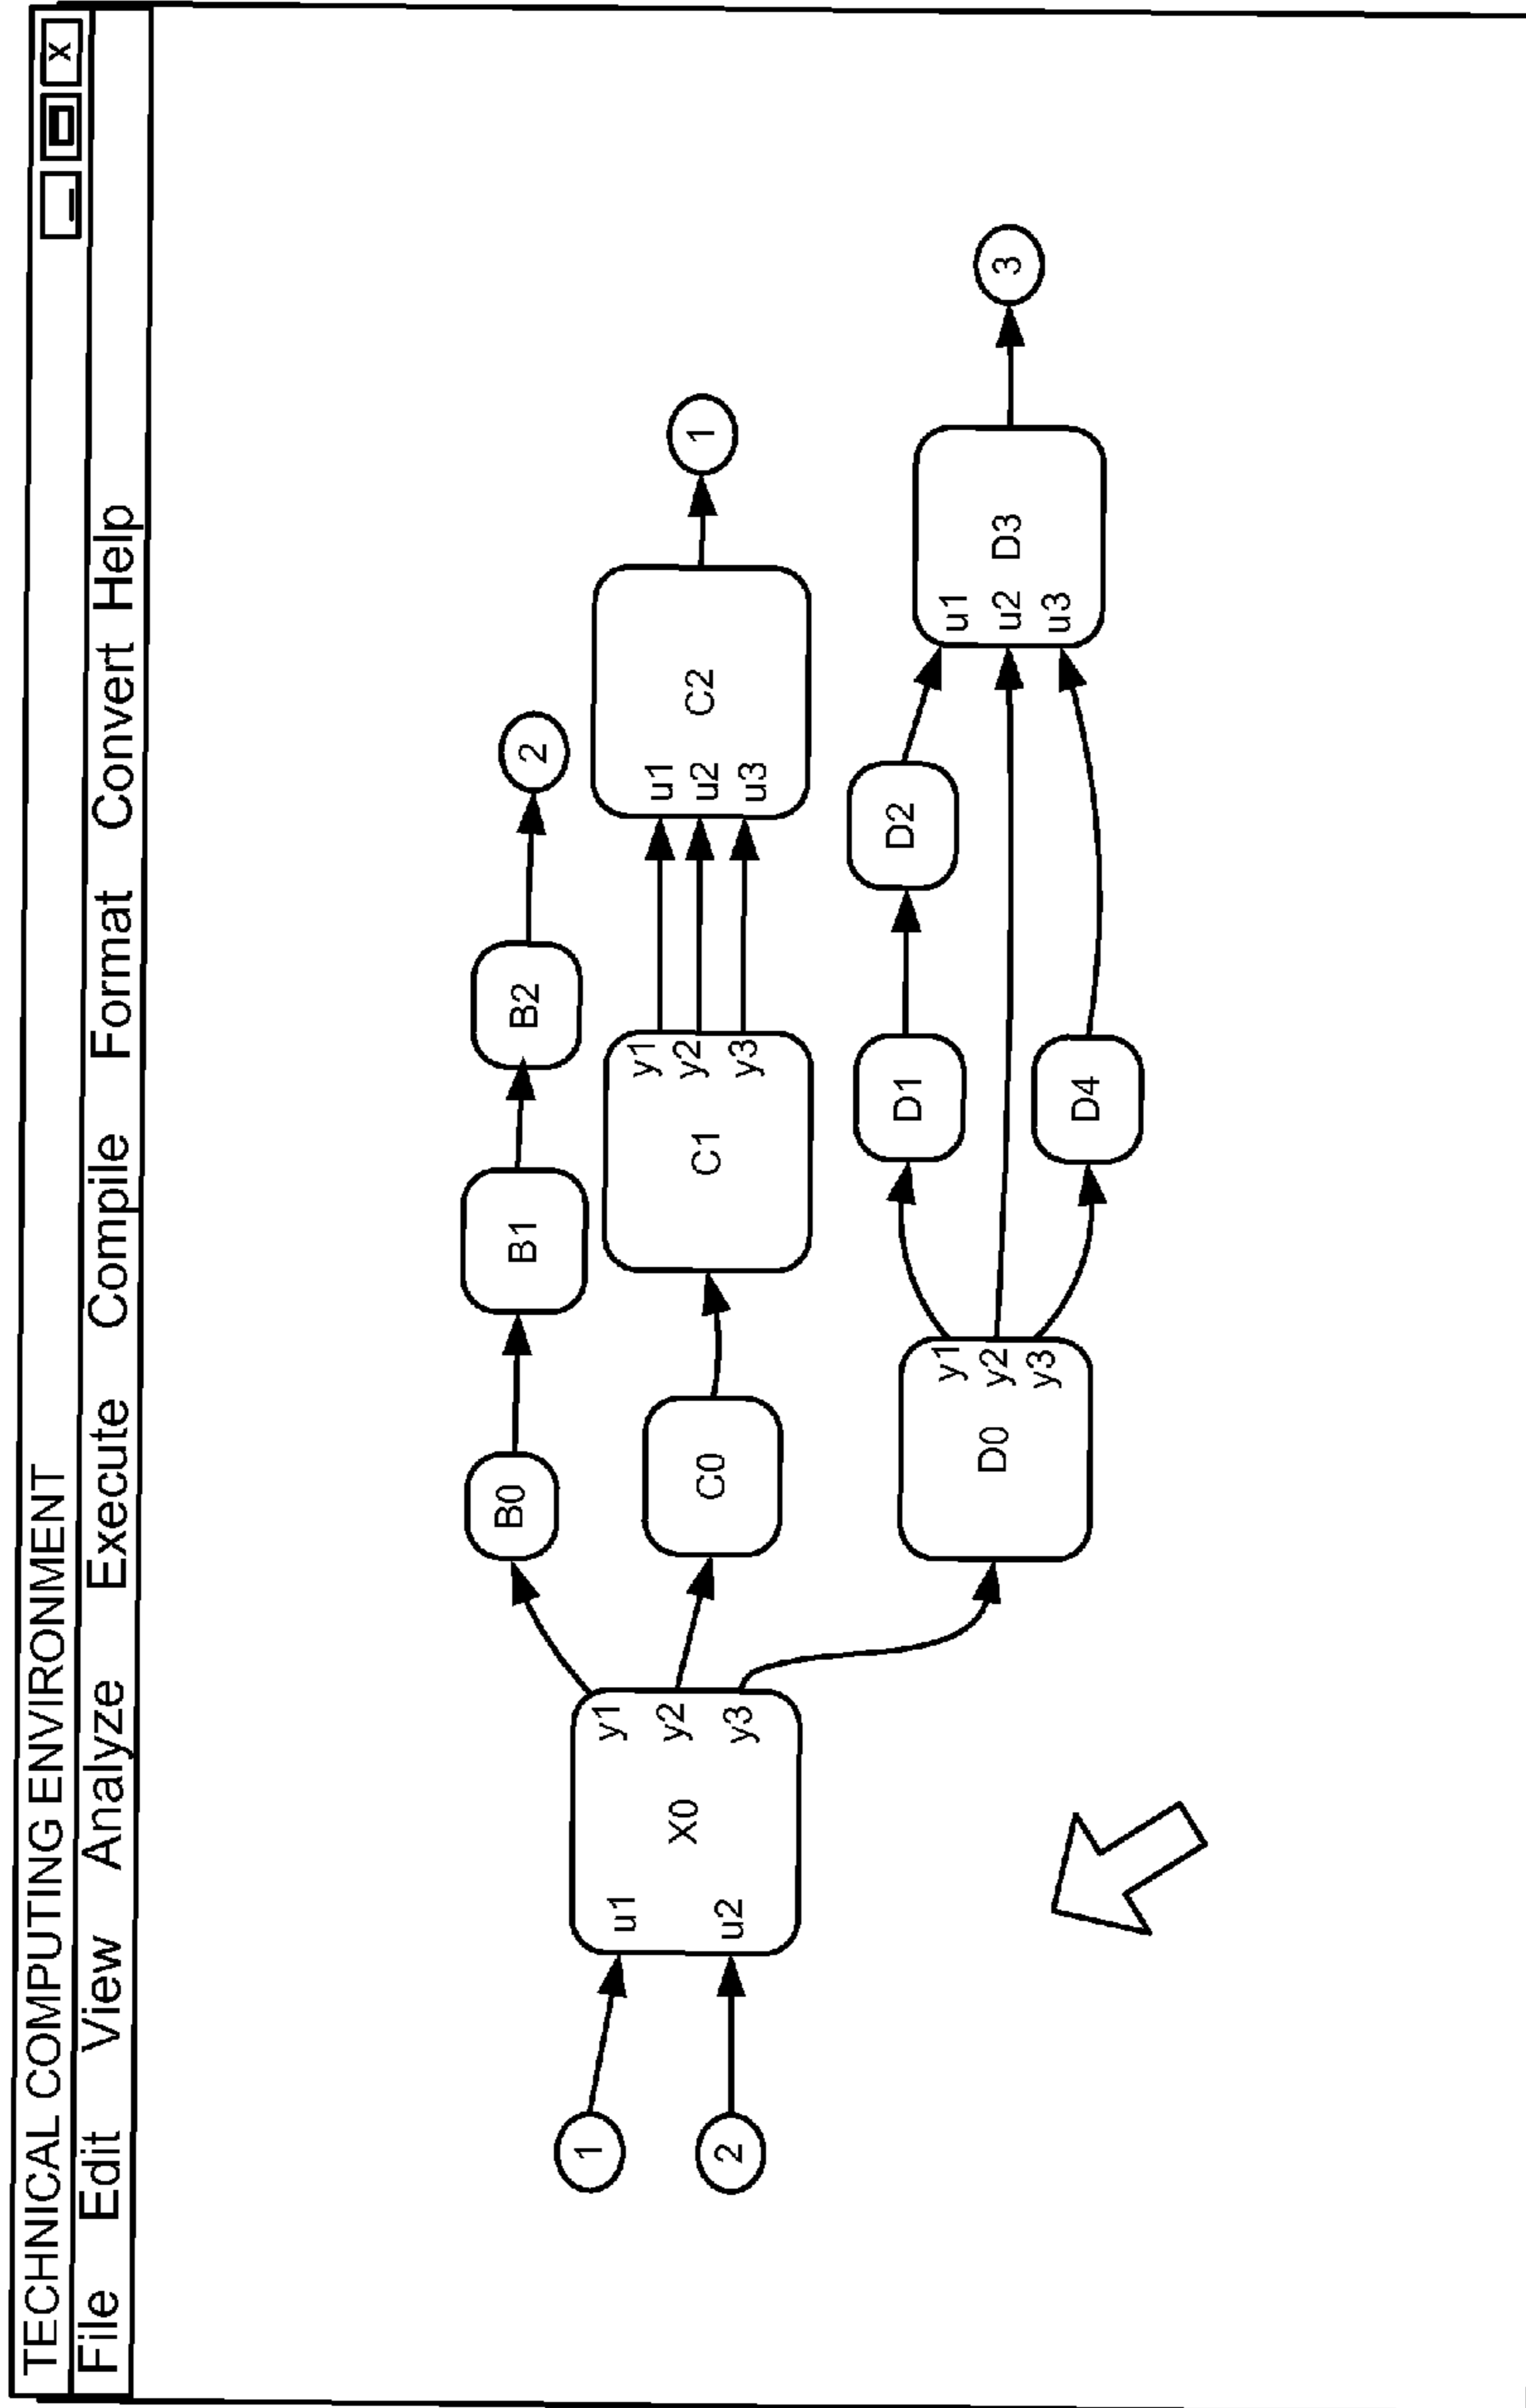 TECHNICAL COMPUTING ENVIRONMENT
_ x
File Edit View Analyze Execute Compile Format Convert Help
B0
B1
B2
2
1
2
u1
u2
X0
y1
y2
y3
C0
C1
y1
y2
y3
u1
u2
u3
C2
1
D0
y1
y2
y3
D1
D2
D4
u1
u2
u3
D3
3